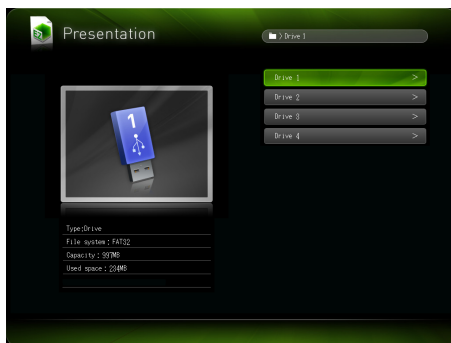 Presentation
> Drive 1
Drive 1 >
Drive 2 >
Drive 3 >
Drive 4 >
1
Type:Drive
File system : FAT32
Capacity : 997MB
Used space : 234MB